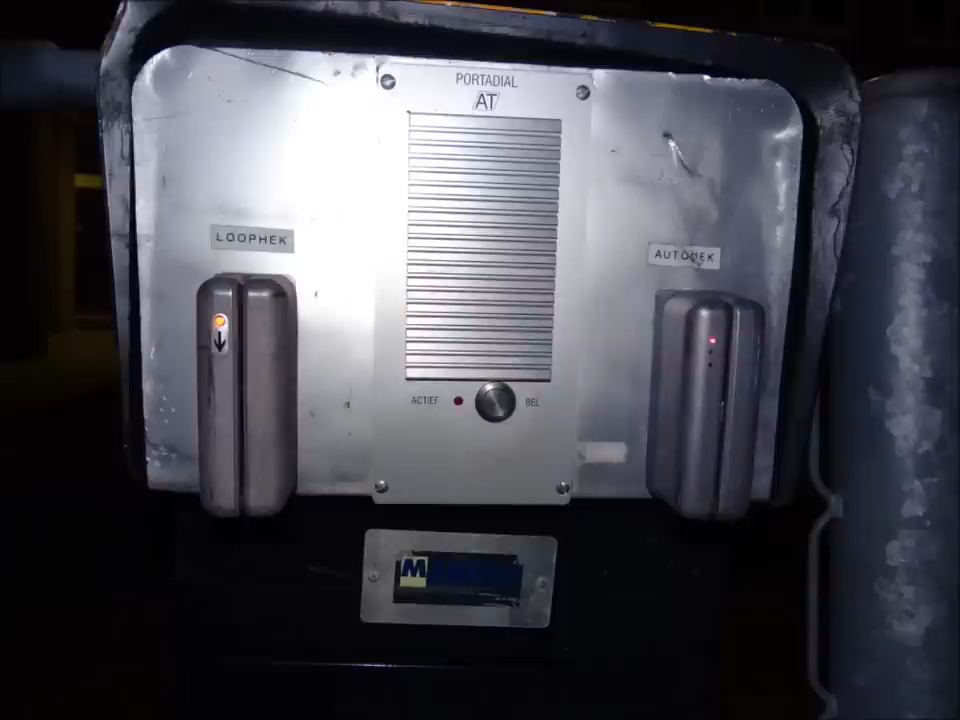 PORTADIAL
AT
LOOPHEK
AUTOHEK
ACTIEF
BEL
M